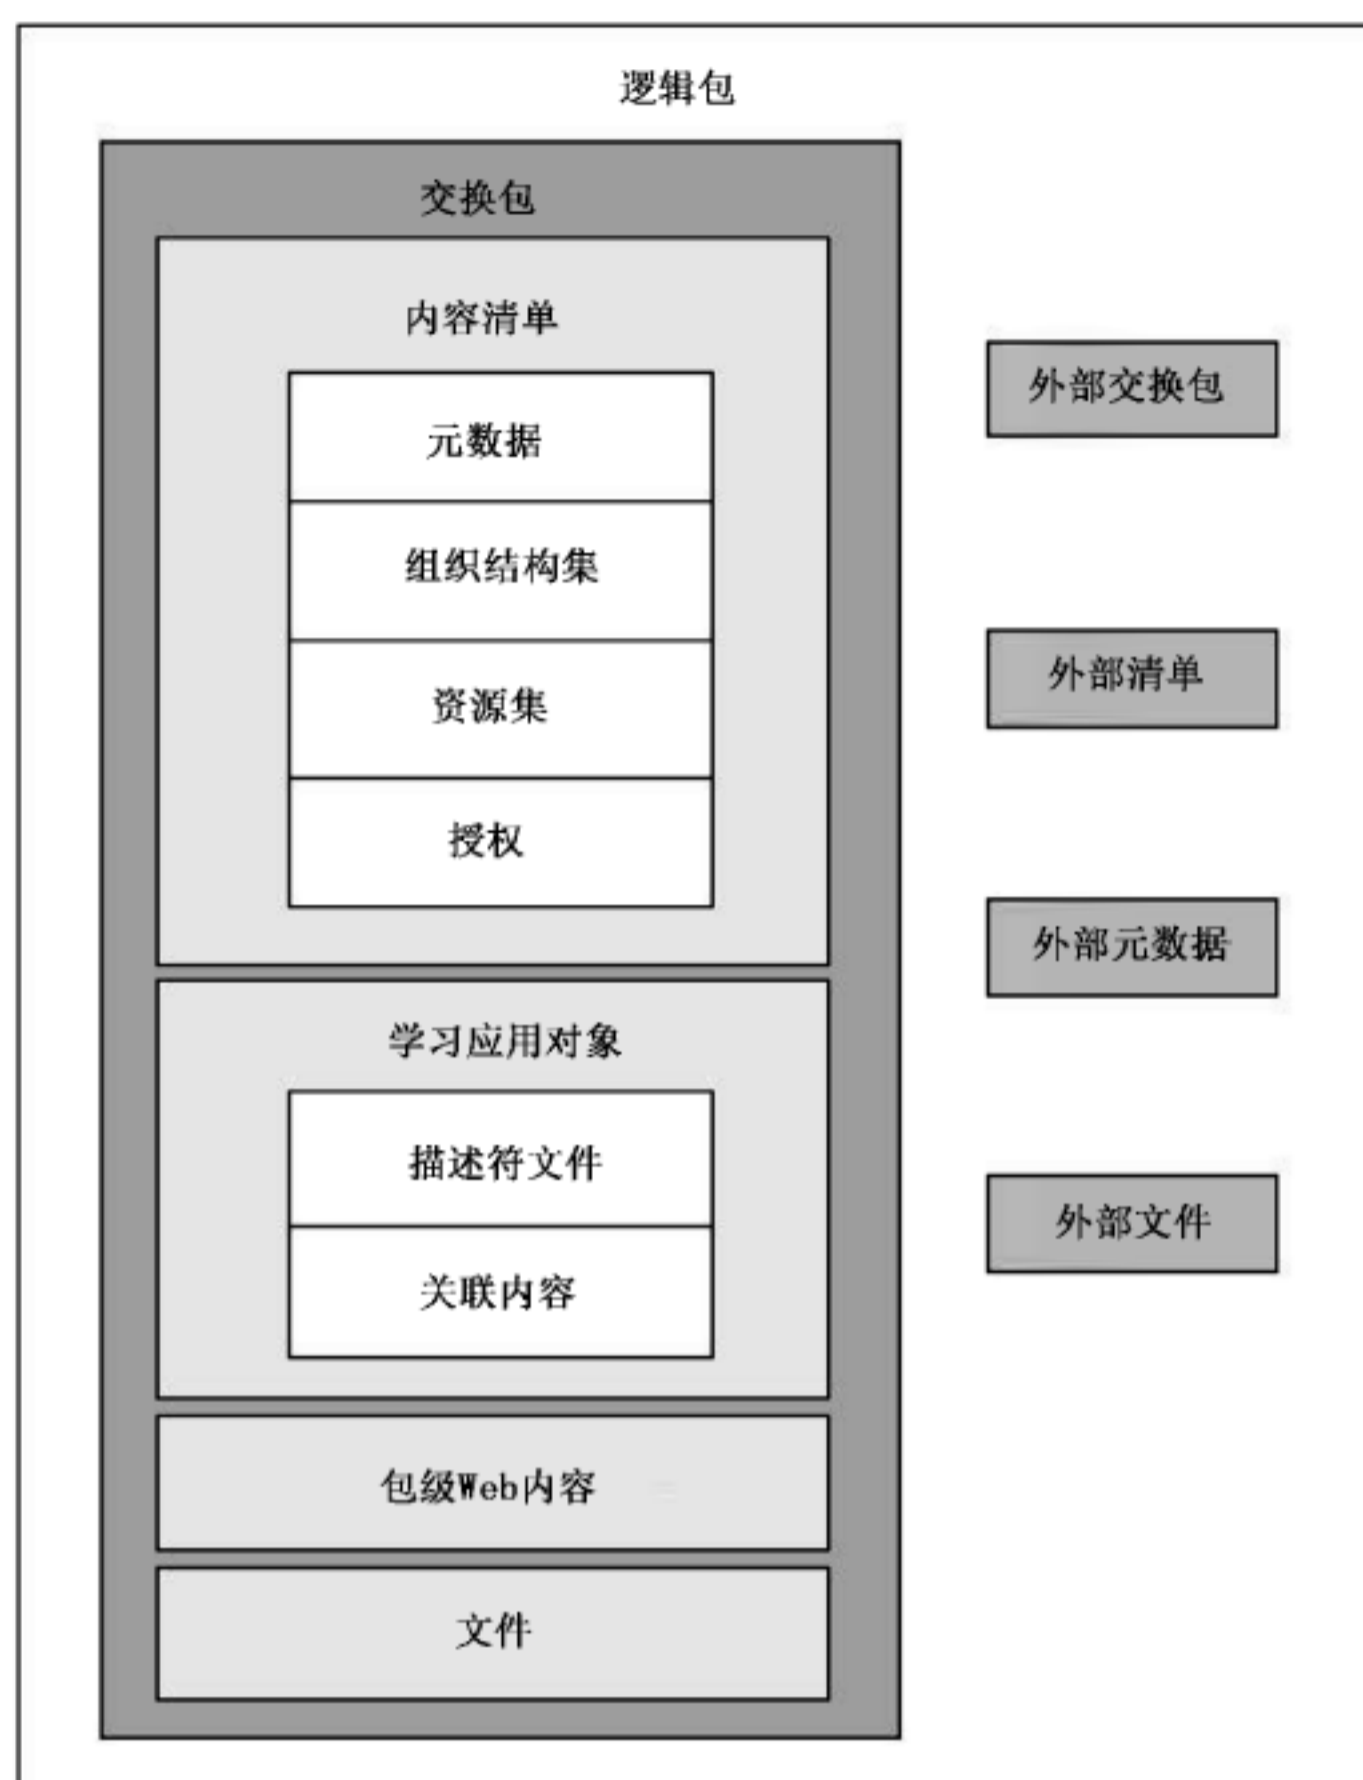 逻辑包
交换包
内容清单
元数据
组织结构集
资源集
授权
学习应用对象
描述符文件
关联内容
包级Web内容
文件
外部交换包
外部清单
外部元数据
外部文件